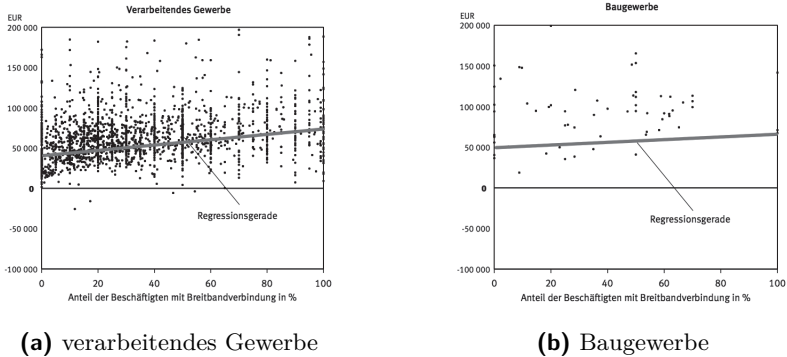 Verarbeitendes Gewerbe
EUR
200 000
150 000
100 000
50 000
0
-50 000
-100 000
Regressionsgerade
0 20 40 60 80 100
Anteil der Beschäftigten mit Breitbandverbindung in %
(a) verarbeitendes Gewerbe
Baugewerbe
EUR
200 000
150 000
100 000
50 000
0
-50 000
-100 000
Regressionsgerade
0 20 40 60 80 100
Anteil der Beschäftigten mit Breitbandverbindung in %
(b) Baugewerbe